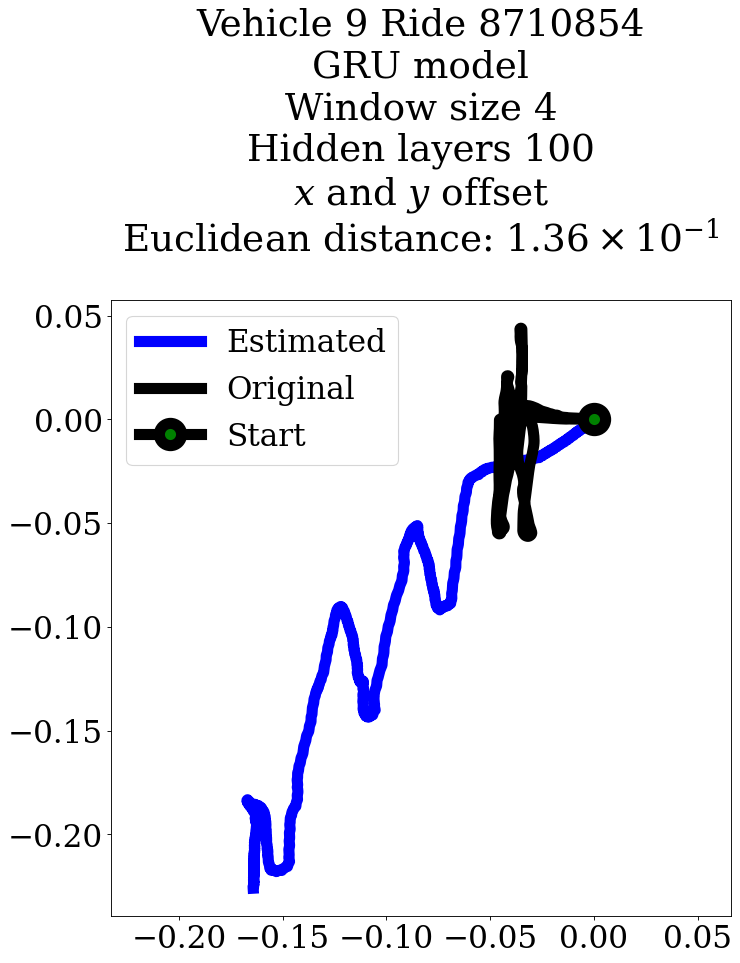 Vehicle 9 Ride 8710854
GRU model
Window size 4
Hidden layers 100
x and y offset
Euclidean distance: 1.36 × 10⁻¹
0.05
0.00
−0.05
−0.10
−0.15
−0.20
Estimated
Original
Start
−0.20 −0.15 −0.10 −0.05 0.00 0.05